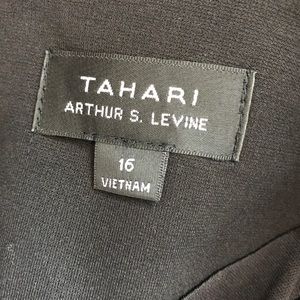 TAHARI
ARTHUR S. LEVINE
16
VIETNAM